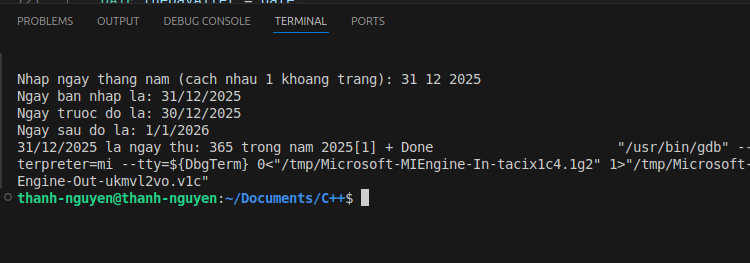 PROBLEMS OUTPUT DEBUG CONSOLE TERMINAL PORTS
Nhap ngay thang nam (cach nhau 1 khoang trang): 31 12 2025
Ngay ban nhap la: 31/12/2025
Ngay truoc do la: 30/12/2025
Ngay sau do la: 1/1/2026
31/12/2025 la ngay thu: 365 trong nam 2025[1] + Done "/usr/bin/gdb" --
terpreter=mi --tty=${DbgTerm} 0<"/tmp/Microsoft-MIEngine-In-tacix1c4.1g2" 1>"/tmp/Microsoft-
Engine-Out-ukmvl2vo.v1c"
thanh-nguyen@thanh-nguyen:~/Documents/C++$